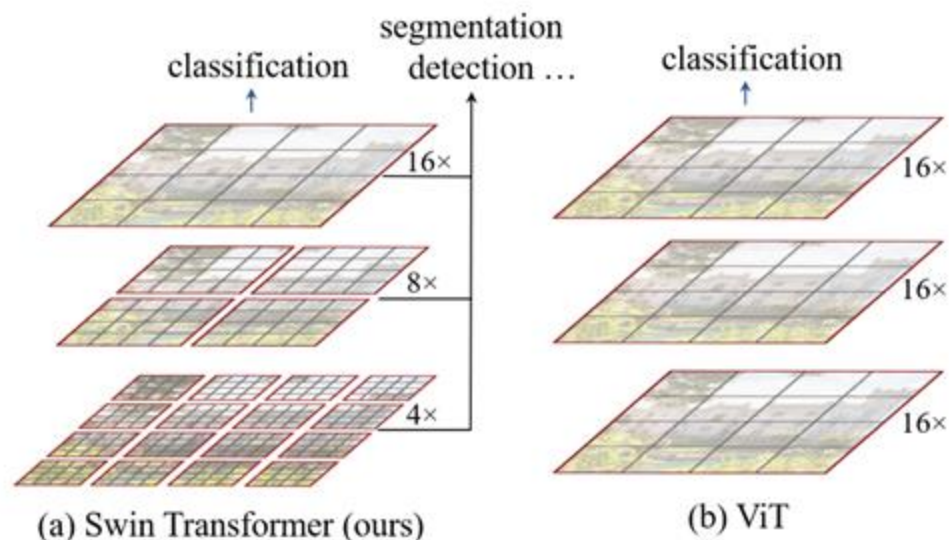 segmentation
classification
detection ...
classification
16×
8×
4×
16×
16×
16×
(a) Swin Transformer (ours)
(b) ViT